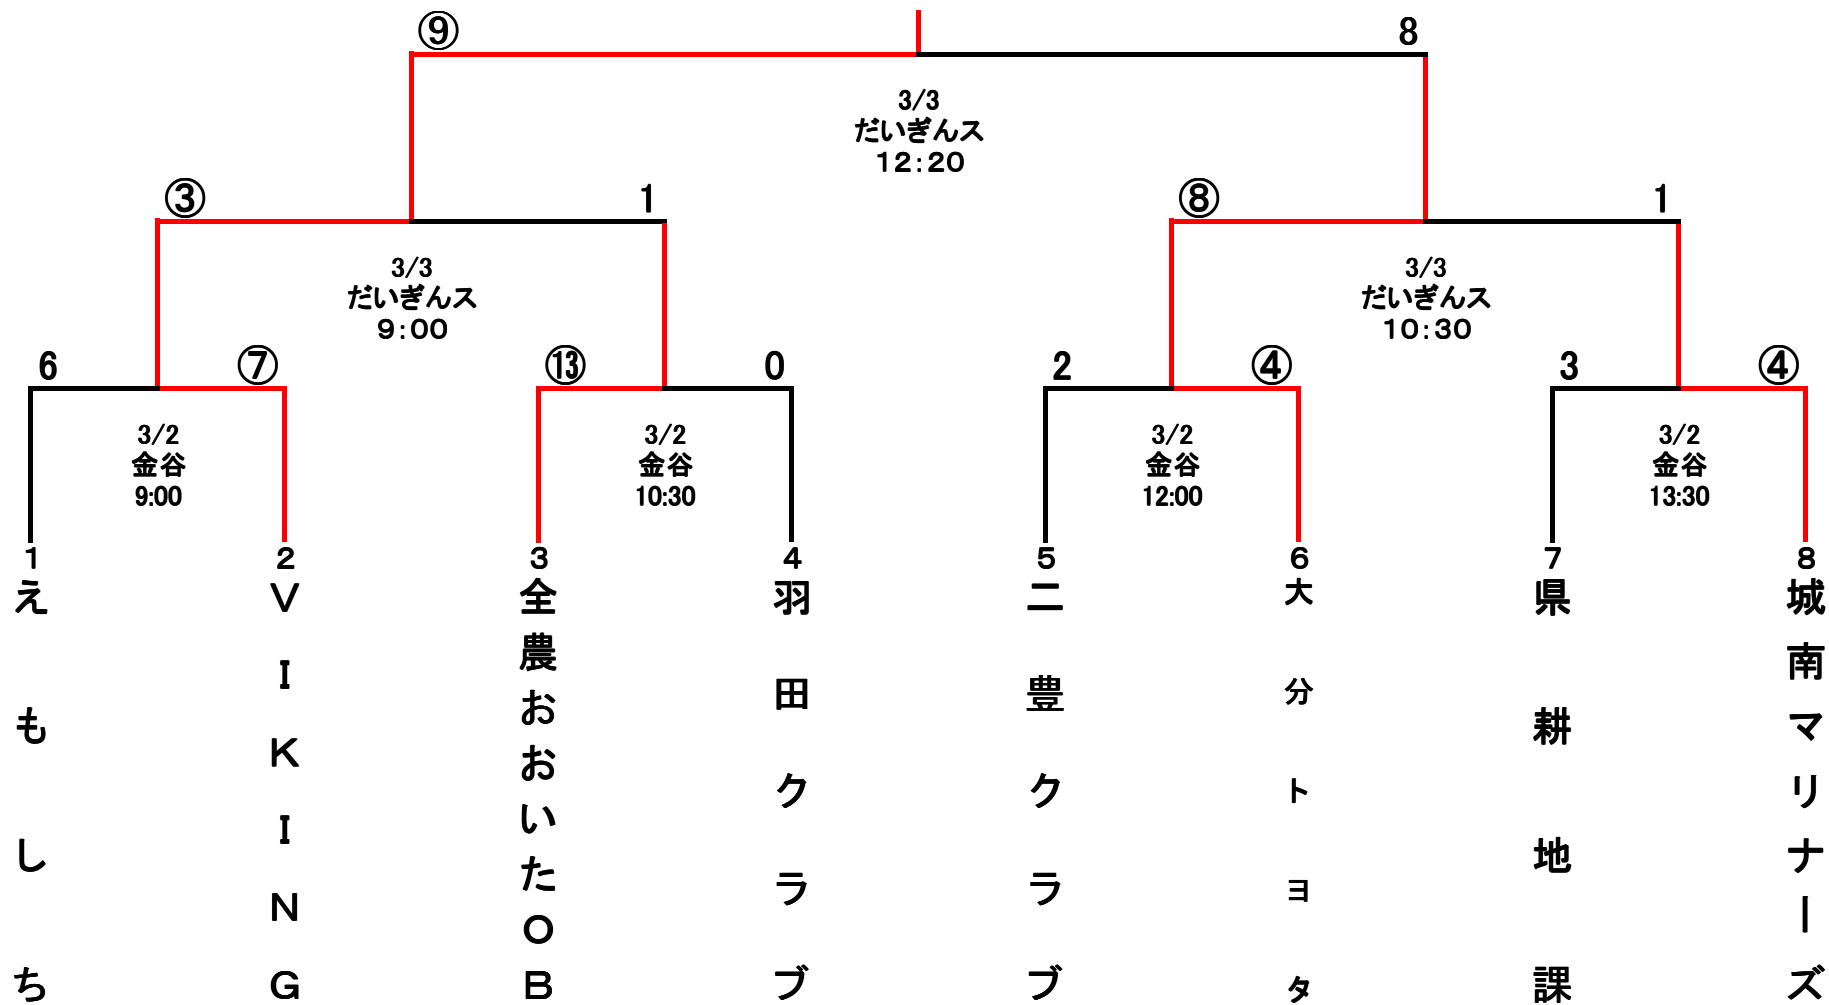 ⑨
8
3/3
だいぎんス
12:20
③
1
⑧
1
3/3
だいぎんス
9:00
3/3
だいぎんス
10:30
6
⑦
⑬
0
2
④
3
④
3/2
金谷
9:00
3/2
金谷
10:30
3/2
金谷
12:00
3/2
金谷
13:30
1
えもしち
2
VIKING
3
全農おおいたOB
4
羽田クラブ
5
二豊クラブ
6
大分トヨタ
7
県耕地課
8
城南マリナーズ